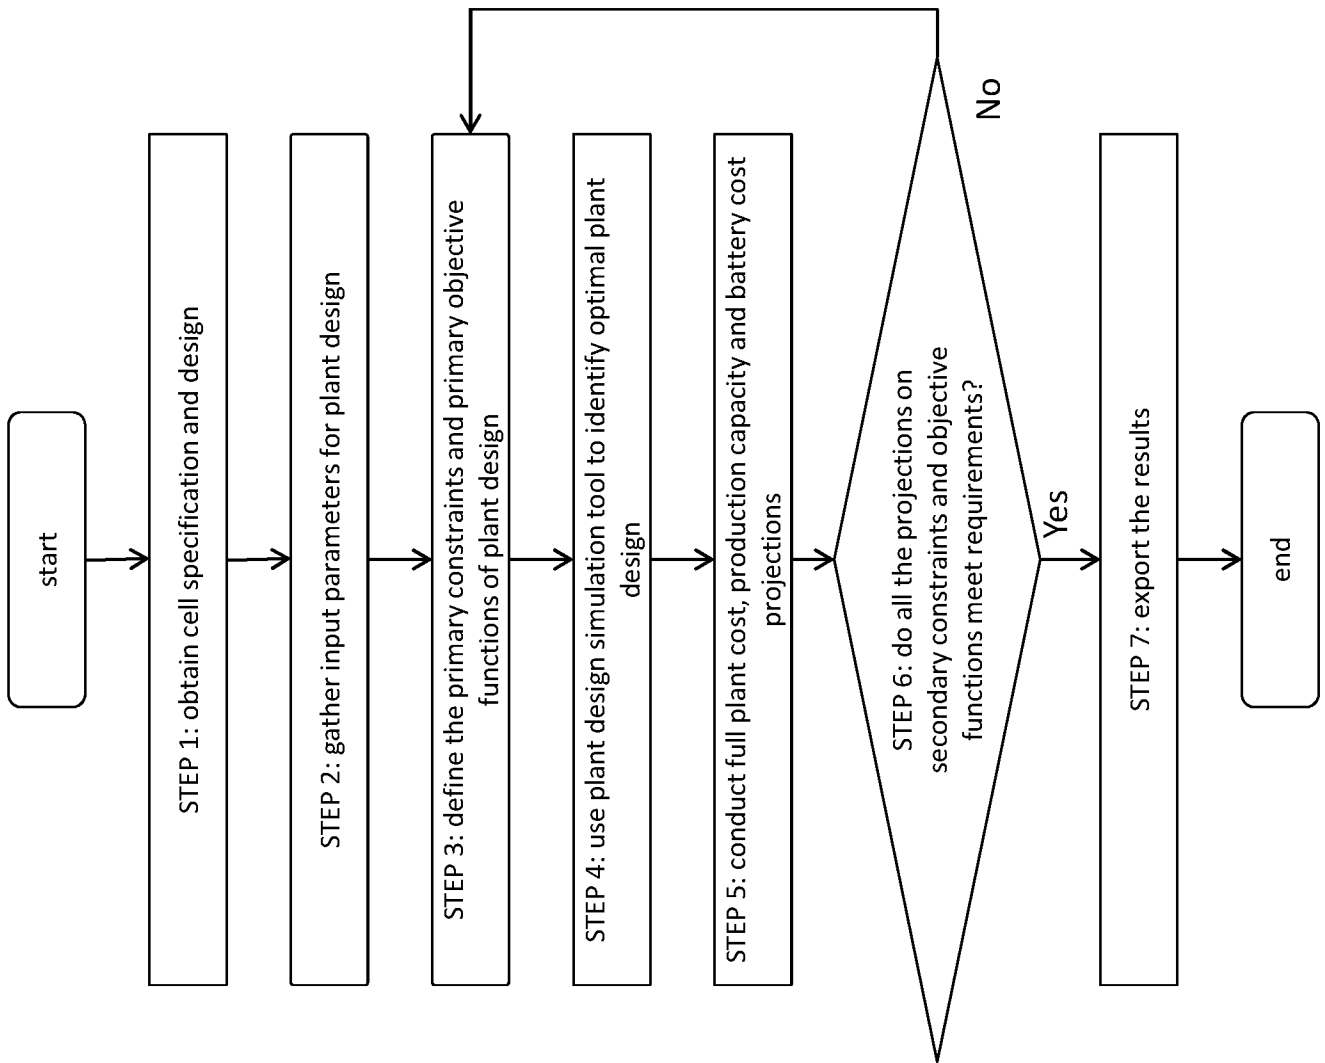 start
STEP 1: obtain cell specification and design
STEP 2: gather input parameters for plant design
STEP 3: define the primary constraints and primary objective
functions of plant design
STEP 4: use plant design simulation tool to identify optimal plant
design
STEP 5: conduct full plant cost, production capacity and battery cost
projections
STEP 6: do all the projections on
secondary constraints and objective
functions meet requirements?
No
Yes
STEP 7: export the results
end